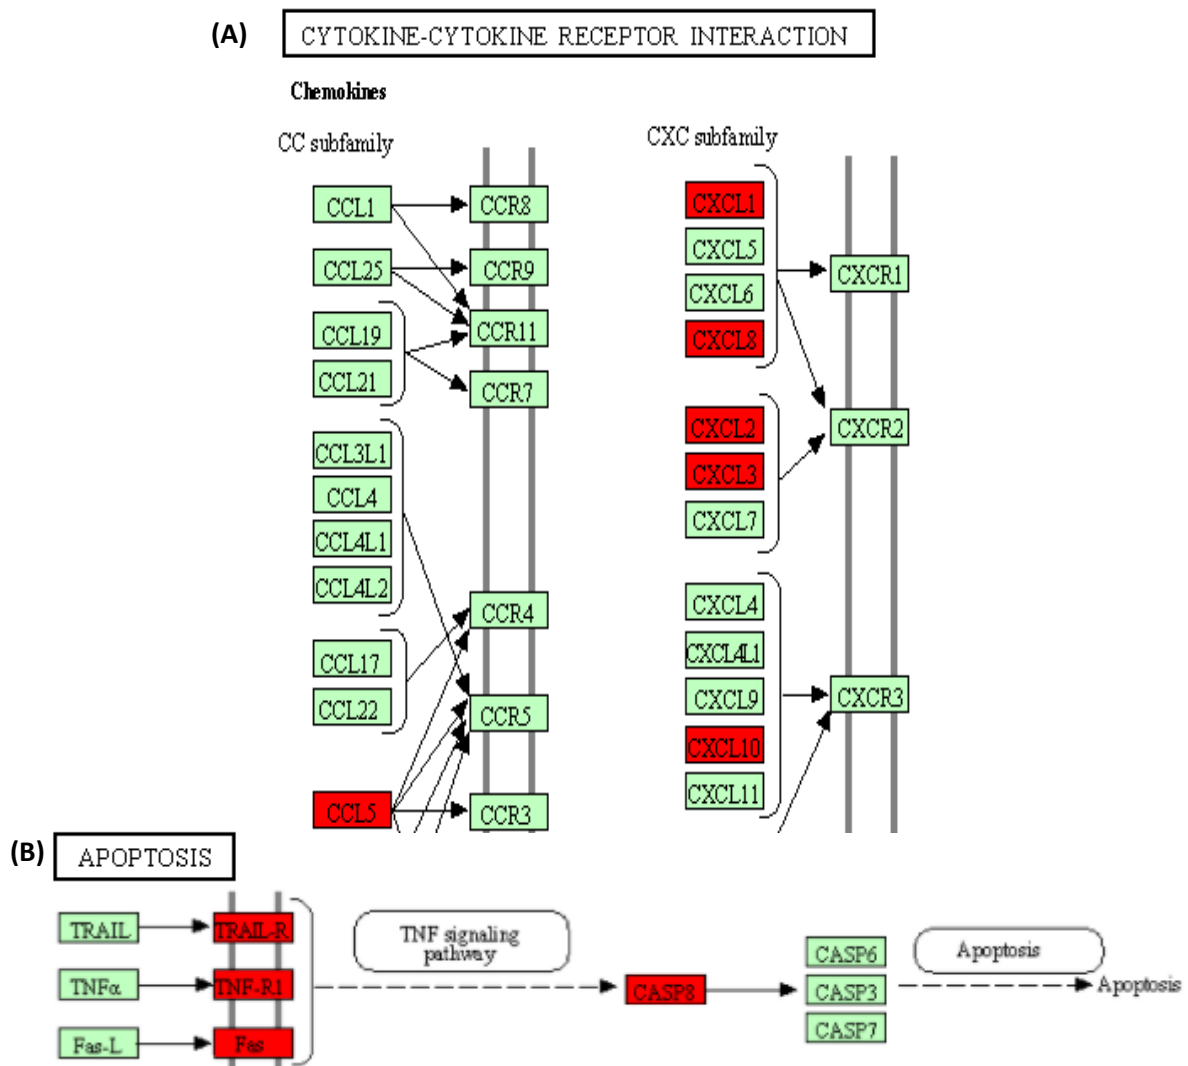 (A)
CYTOKINE-CYTOKINE RECEPTOR INTERACTION
Chemokines
CC subfamily
CCL1
CCL25
CCL19
CCL21
CCL3L1
CCL4
CCL4L1
CCL4L2
CCL17
CCL22
CCL5
CCR8
CCR9
CCR11
CCR7
CCR4
CCR5
CCR3
CXC subfamily
CXCL1
CXCL5
CXCL6
CXCL8
CXCL2
CXCL3
CXCL7
CXCL4
CXCL4L1
CXCL9
CXCL10
CXCL11
CXCR1
CXCR2
CXCR3
(B)
APOPTOSIS
TRAIL
TNFα
Fas-L
TRAIL-R
TNF-R1
Fas
TNF signaling
pathway
CASP8
CASP6
CASP3
CASP7
Apoptosis
Apoptosis